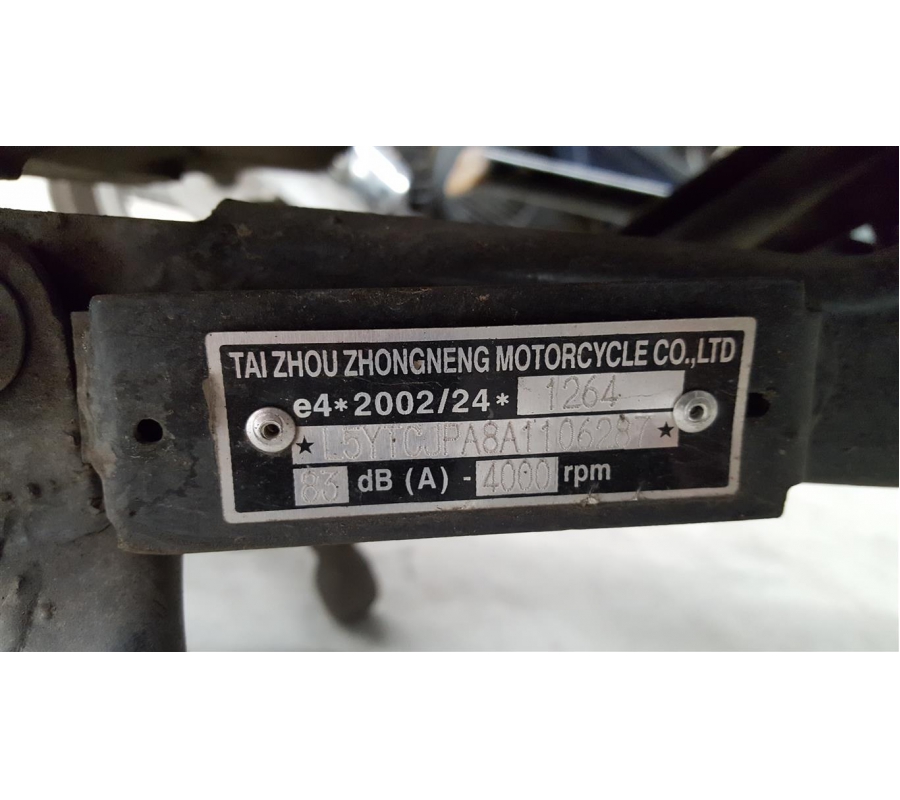 TAI ZHOU ZHONGNENG MOTORCYCLE CO.,LTD
e4*2002/24* 1264
★ L5YTCJPA8A1106287 ★
83 dB (A) - 4000 rpm